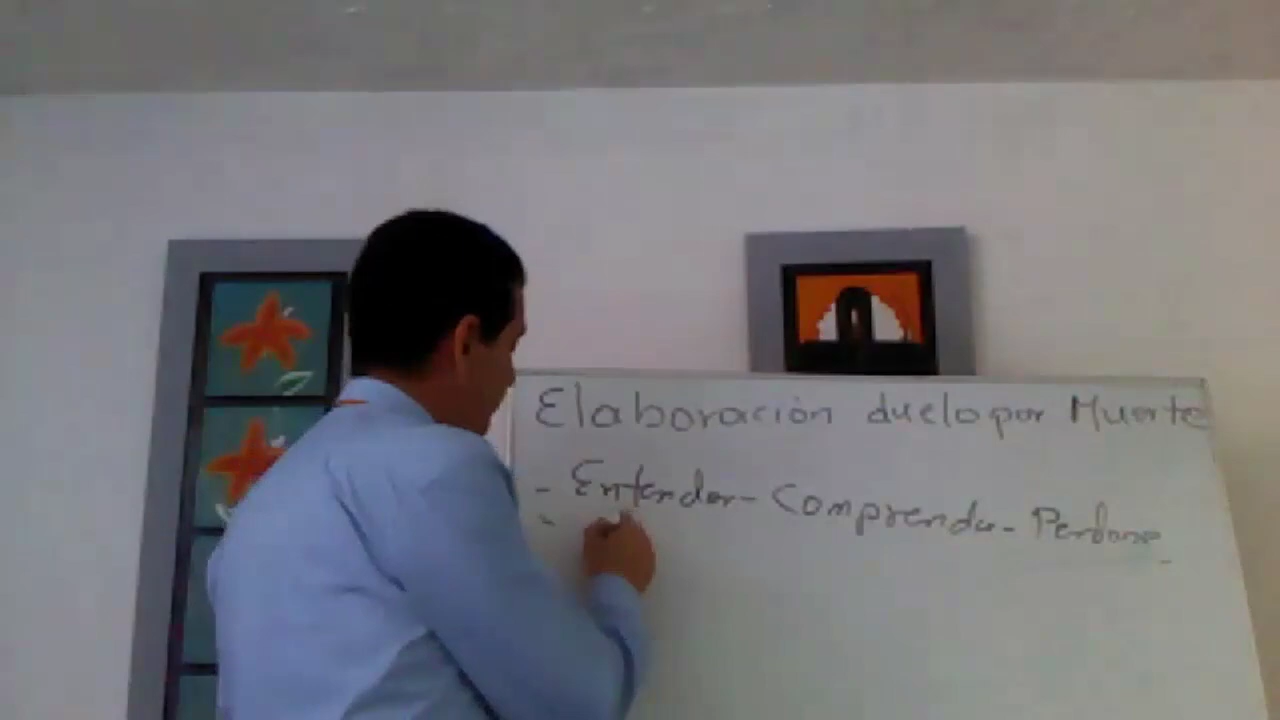 Elaboración duelo por Muerte
- Entender - Comprender - Perdonar
-